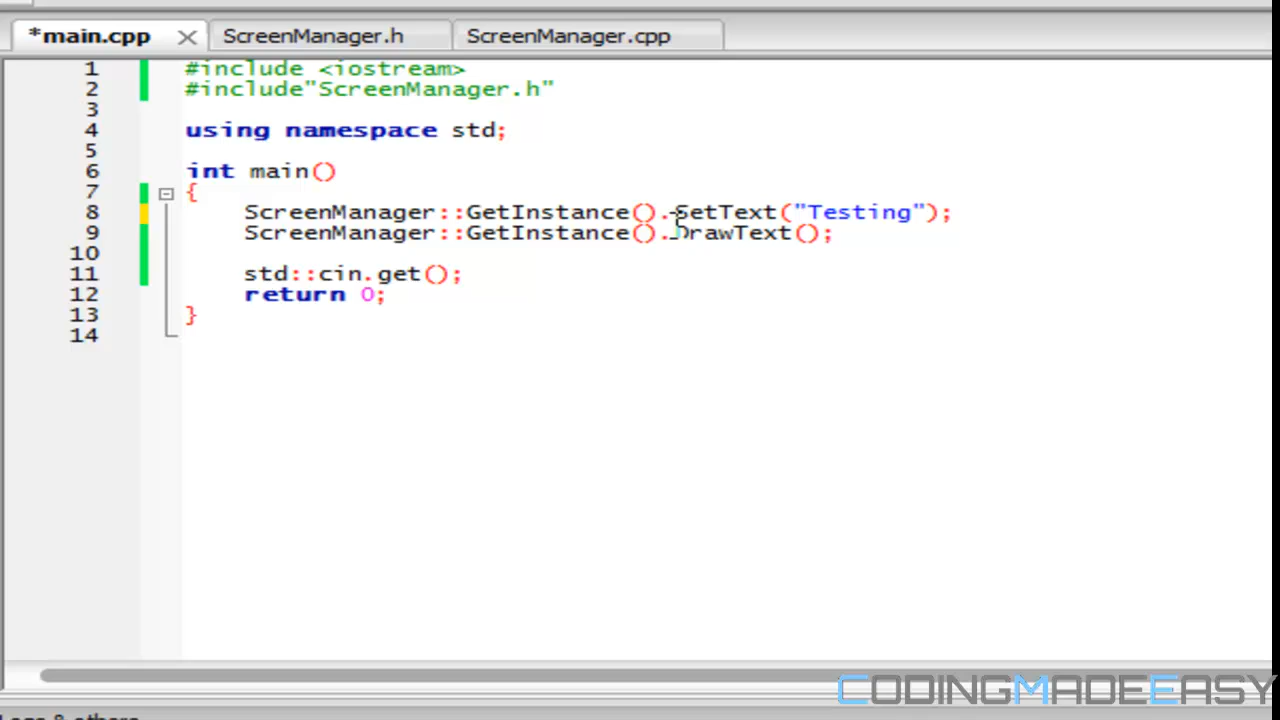 *main.cpp ScreenManager.h ScreenManager.cpp
1 #include <iostream>
2 #include"ScreenManager.h"
3
4 using namespace std;
5
6 int main()
7 {
8 ScreenManager::GetInstance().SetText("Testing");
9 ScreenManager::GetInstance().DrawText();
10
11 std::cin.get();
12 return 0;
13 }
14
CODINGMADEEASY
Logs & others